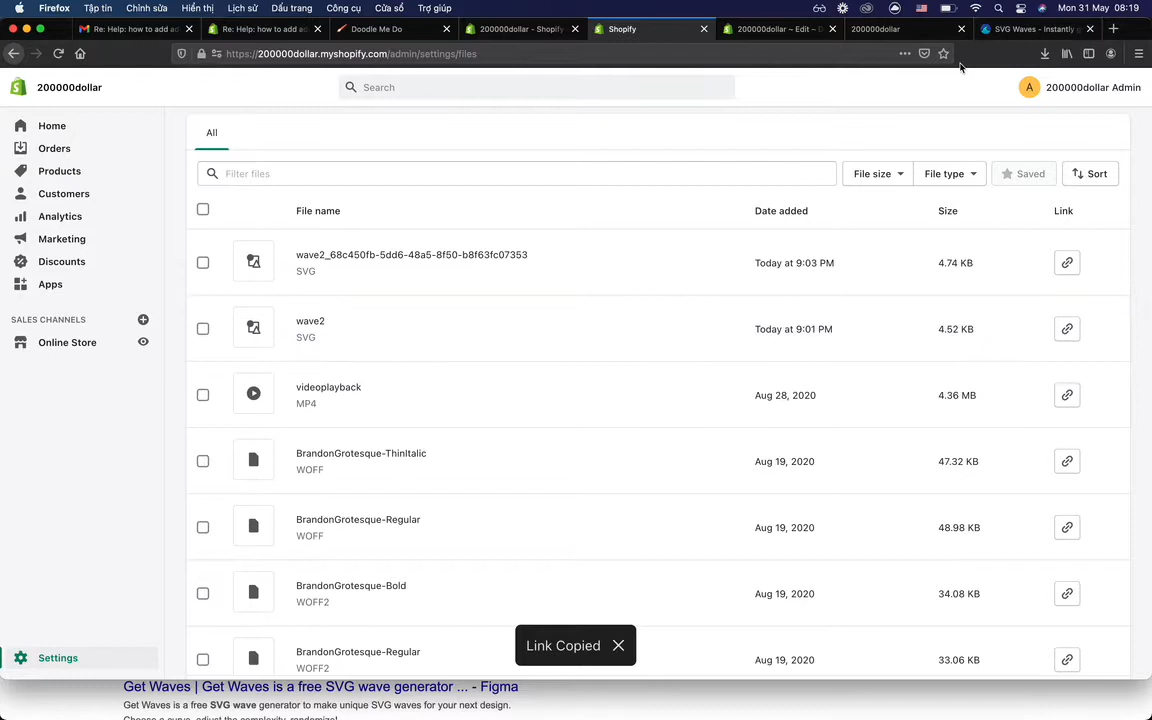 Firefox Tập tin Chỉnh sửa Hiển thị Lịch sử Dấu trang Công cụ Cửa sổ Trợ giúp Mon 31 May 08:19
Re: Help: how to add ad Re: Help: how to add ad Doodle Me Do 200000dollar - Shopify Shopify 200000dollar ~ Edit ~ 200000dollar SVG Waves - Instantly
https://200000dollar.myshopify.com/admin/settings/files
200000dollar
Search
A 200000dollar Admin
Home
Orders
Products
Customers
Analytics
Marketing
Discounts
Apps
SALES CHANNELS
Online Store
Settings
All
Filter files
File size File type Saved Sort
File name Date added Size Link
wave2_68c450fb-5dd6-48a5-8f50-b8f63fc07353
SVG
Today at 9:03 PM 4.74 KB
wave2
SVG
Today at 9:01 PM 4.52 KB
videoplayback
MP4
Aug 28, 2020 4.36 MB
BrandonGrotesque-ThinItalic
WOFF
Aug 19, 2020 47.32 KB
BrandonGrotesque-Regular
WOFF
Aug 19, 2020 48.98 KB
BrandonGrotesque-Bold
WOFF2
Aug 19, 2020 34.08 KB
BrandonGrotesque-Regular
WOFF2
Aug 19, 2020 33.06 KB
Link Copied
Get Waves | Get Waves is a free SVG wave generator ... - Figma
Get Waves is a free SVG wave generator to make unique SVG waves for your next design.
Choose a curve, adjust the complexity, randomize!